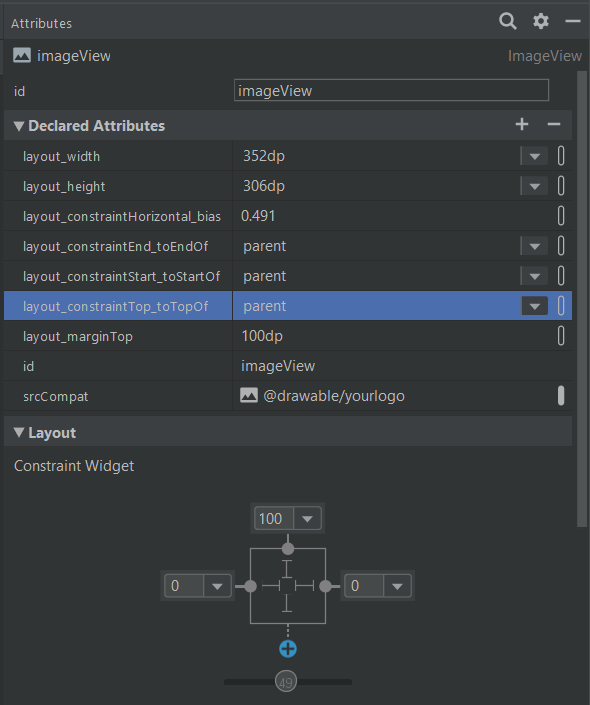 Attributes
imageView ImageView
id imageView
Declared Attributes
layout_width 352dp
layout_height 306dp
layout_constraintHorizontal_bias 0.491
layout_constraintEnd_toEndOf parent
layout_constraintStart_toStartOf parent
layout_constraintTop_toTopOf parent
layout_marginTop 100dp
id imageView
srcCompat @drawable/yourlogo
Layout
Constraint Widget
100
0 0
49